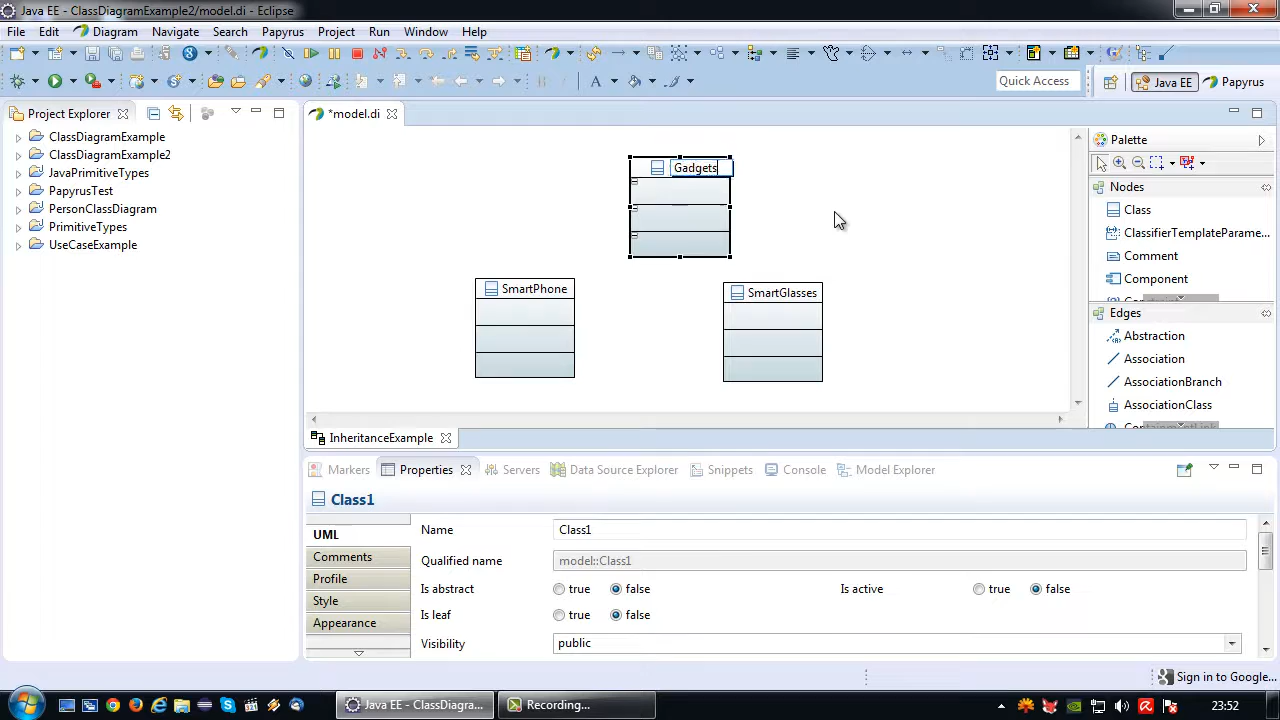 Java EE - ClassDiagramExample2/model.di - Eclipse
File Edit Diagram Navigate Search Papyrus Project Run Window Help
Quick Access
Java EE
Papyrus
Project Explorer
ClassDiagramExample
ClassDiagramExample2
JavaPrimitiveTypes
PapyrusTest
PersonClassDiagram
PrimitiveTypes
UseCaseExample
*model.di
Gadgets
SmartPhone
SmartGlasses
InheritanceExample
Palette
Nodes
Class
ClassifierTemplateParame...
Comment
Component
Edges
Abstraction
Association
AssociationBranch
AssociationClass
Markers Properties Servers Data Source Explorer Snippets Console Model Explorer
Class1
UML
Comments
Profile
Style
Appearance
Name Class1
Qualified name model::Class1
Is abstract true false Is active true false
Is leaf true false
Visibility public
Sign in to Google...
Java EE - ClassDiagra...
Recording...
23:52